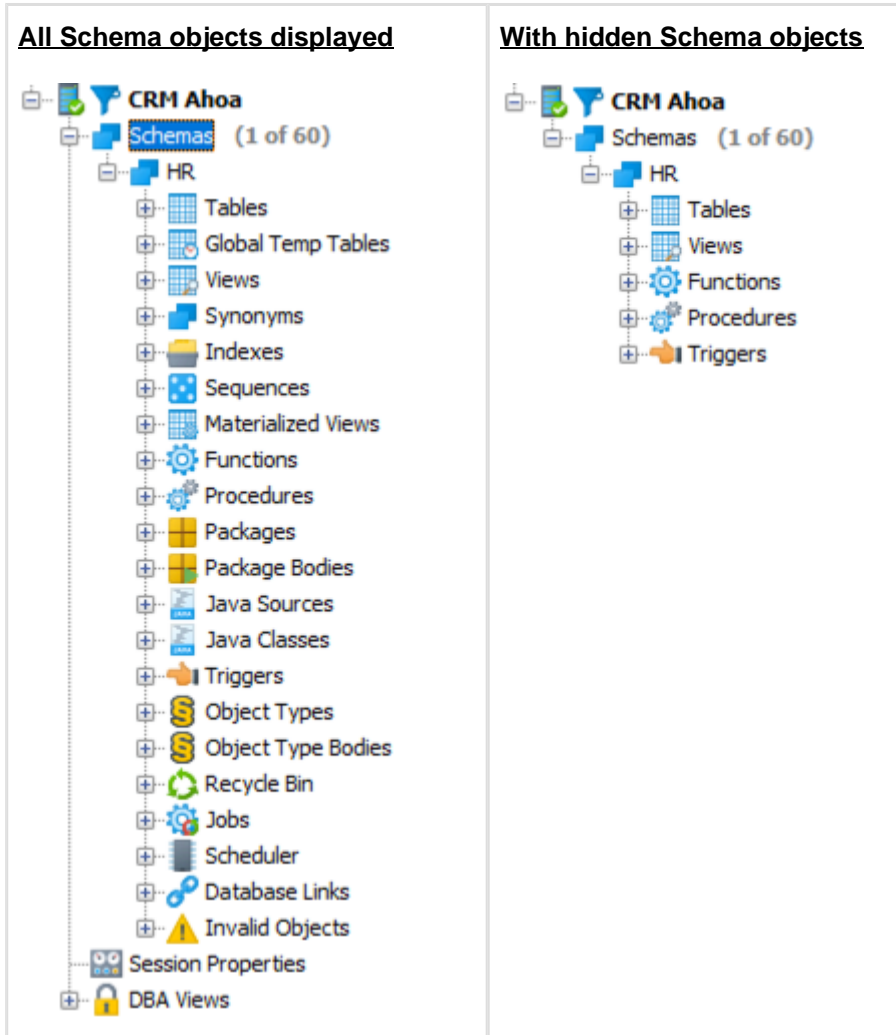 All Schema objects displayed
CRM Ahoa
Schemas (1 of 60)
HR
Tables
Global Temp Tables
Views
Synonyms
Indexes
Sequences
Materialized Views
Functions
Procedures
Packages
Package Bodies
Java Sources
Java Classes
Triggers
Object Types
Object Type Bodies
Recycle Bin
Jobs
Scheduler
Database Links
Invalid Objects
Session Properties
DBA Views
With hidden Schema objects
CRM Ahoa
Schemas (1 of 60)
HR
Tables
Views
Functions
Procedures
Triggers